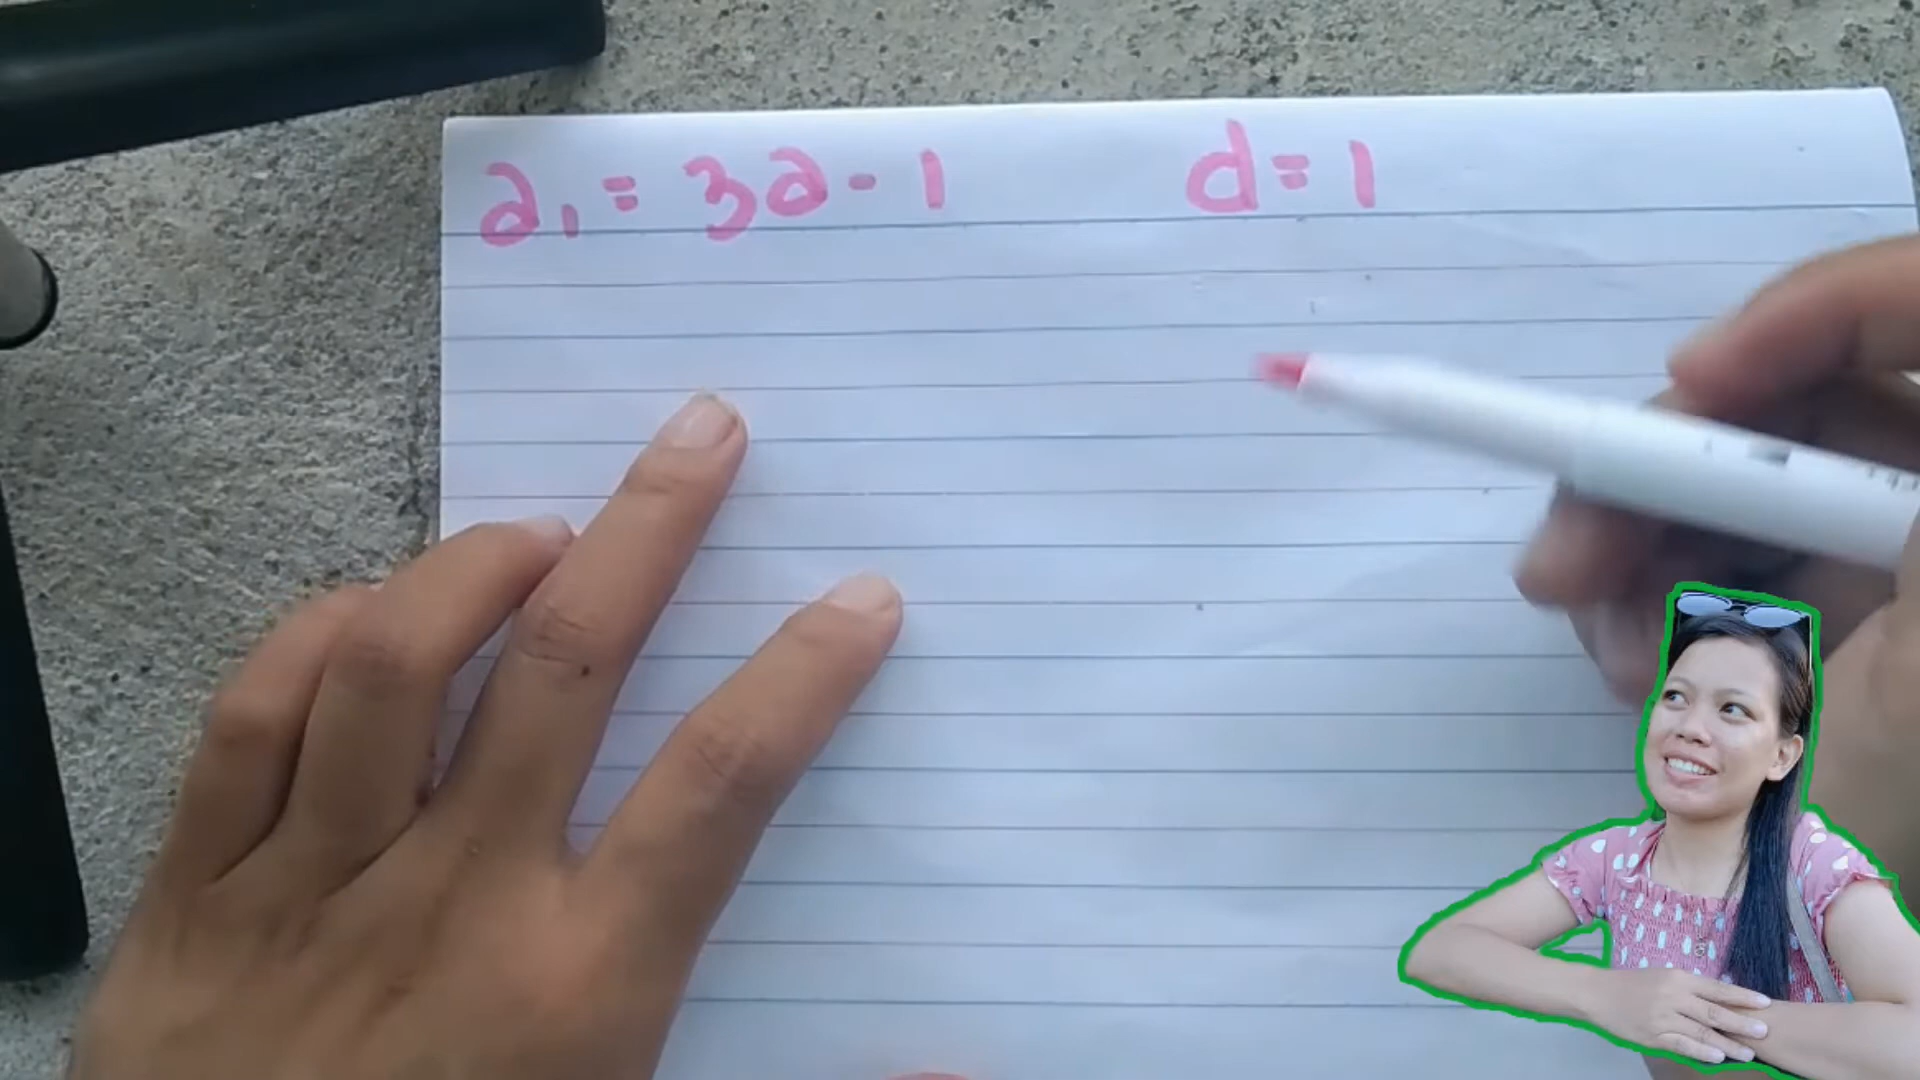 a₁ = 3a - 1 d = 1